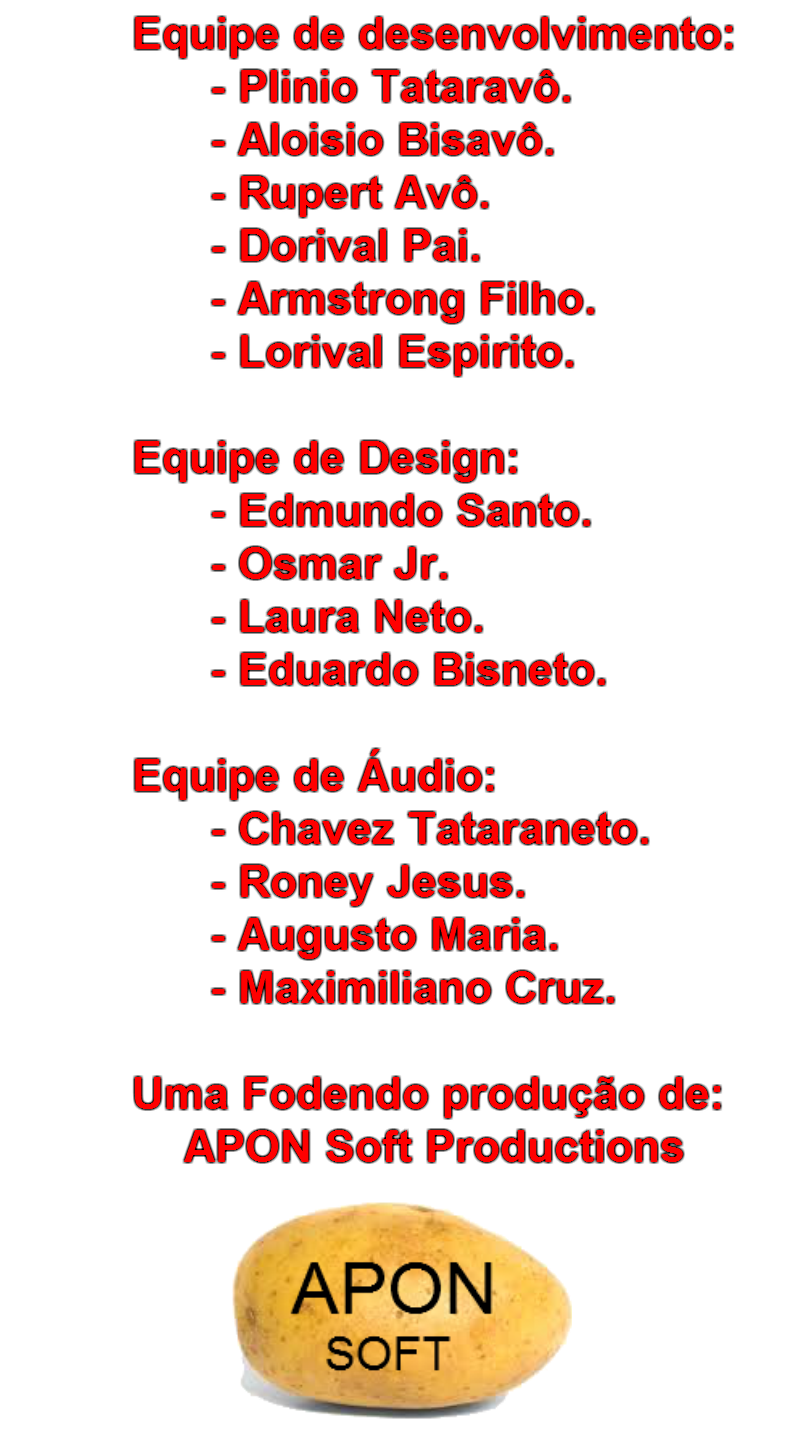 Equipe de desenvolvimento:
- Plinio Tataravô.
- Aloisio Bisavô.
- Rupert Avô.
- Dorival Pai.
- Armstrong Filho.
- Lorival Espirito.
Equipe de Design:
- Edmundo Santo.
- Osmar Jr.
- Laura Neto.
- Eduardo Bisneto.
Equipe de Áudio:
- Chavez Tataraneto.
- Roney Jesus.
- Augusto Maria.
- Maximiliano Cruz.
Uma Fodendo produção de:
APON Soft Productions
APON
SOFT